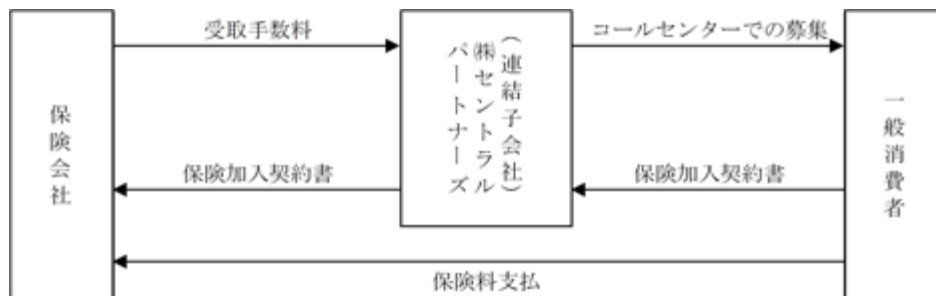 受取手数料
コールセンターでの募集
保険会社
(連結子会社)
㈱セントラル
パートナーズ
一般消費者
保険加入契約書
保険加入契約書
保険料支払